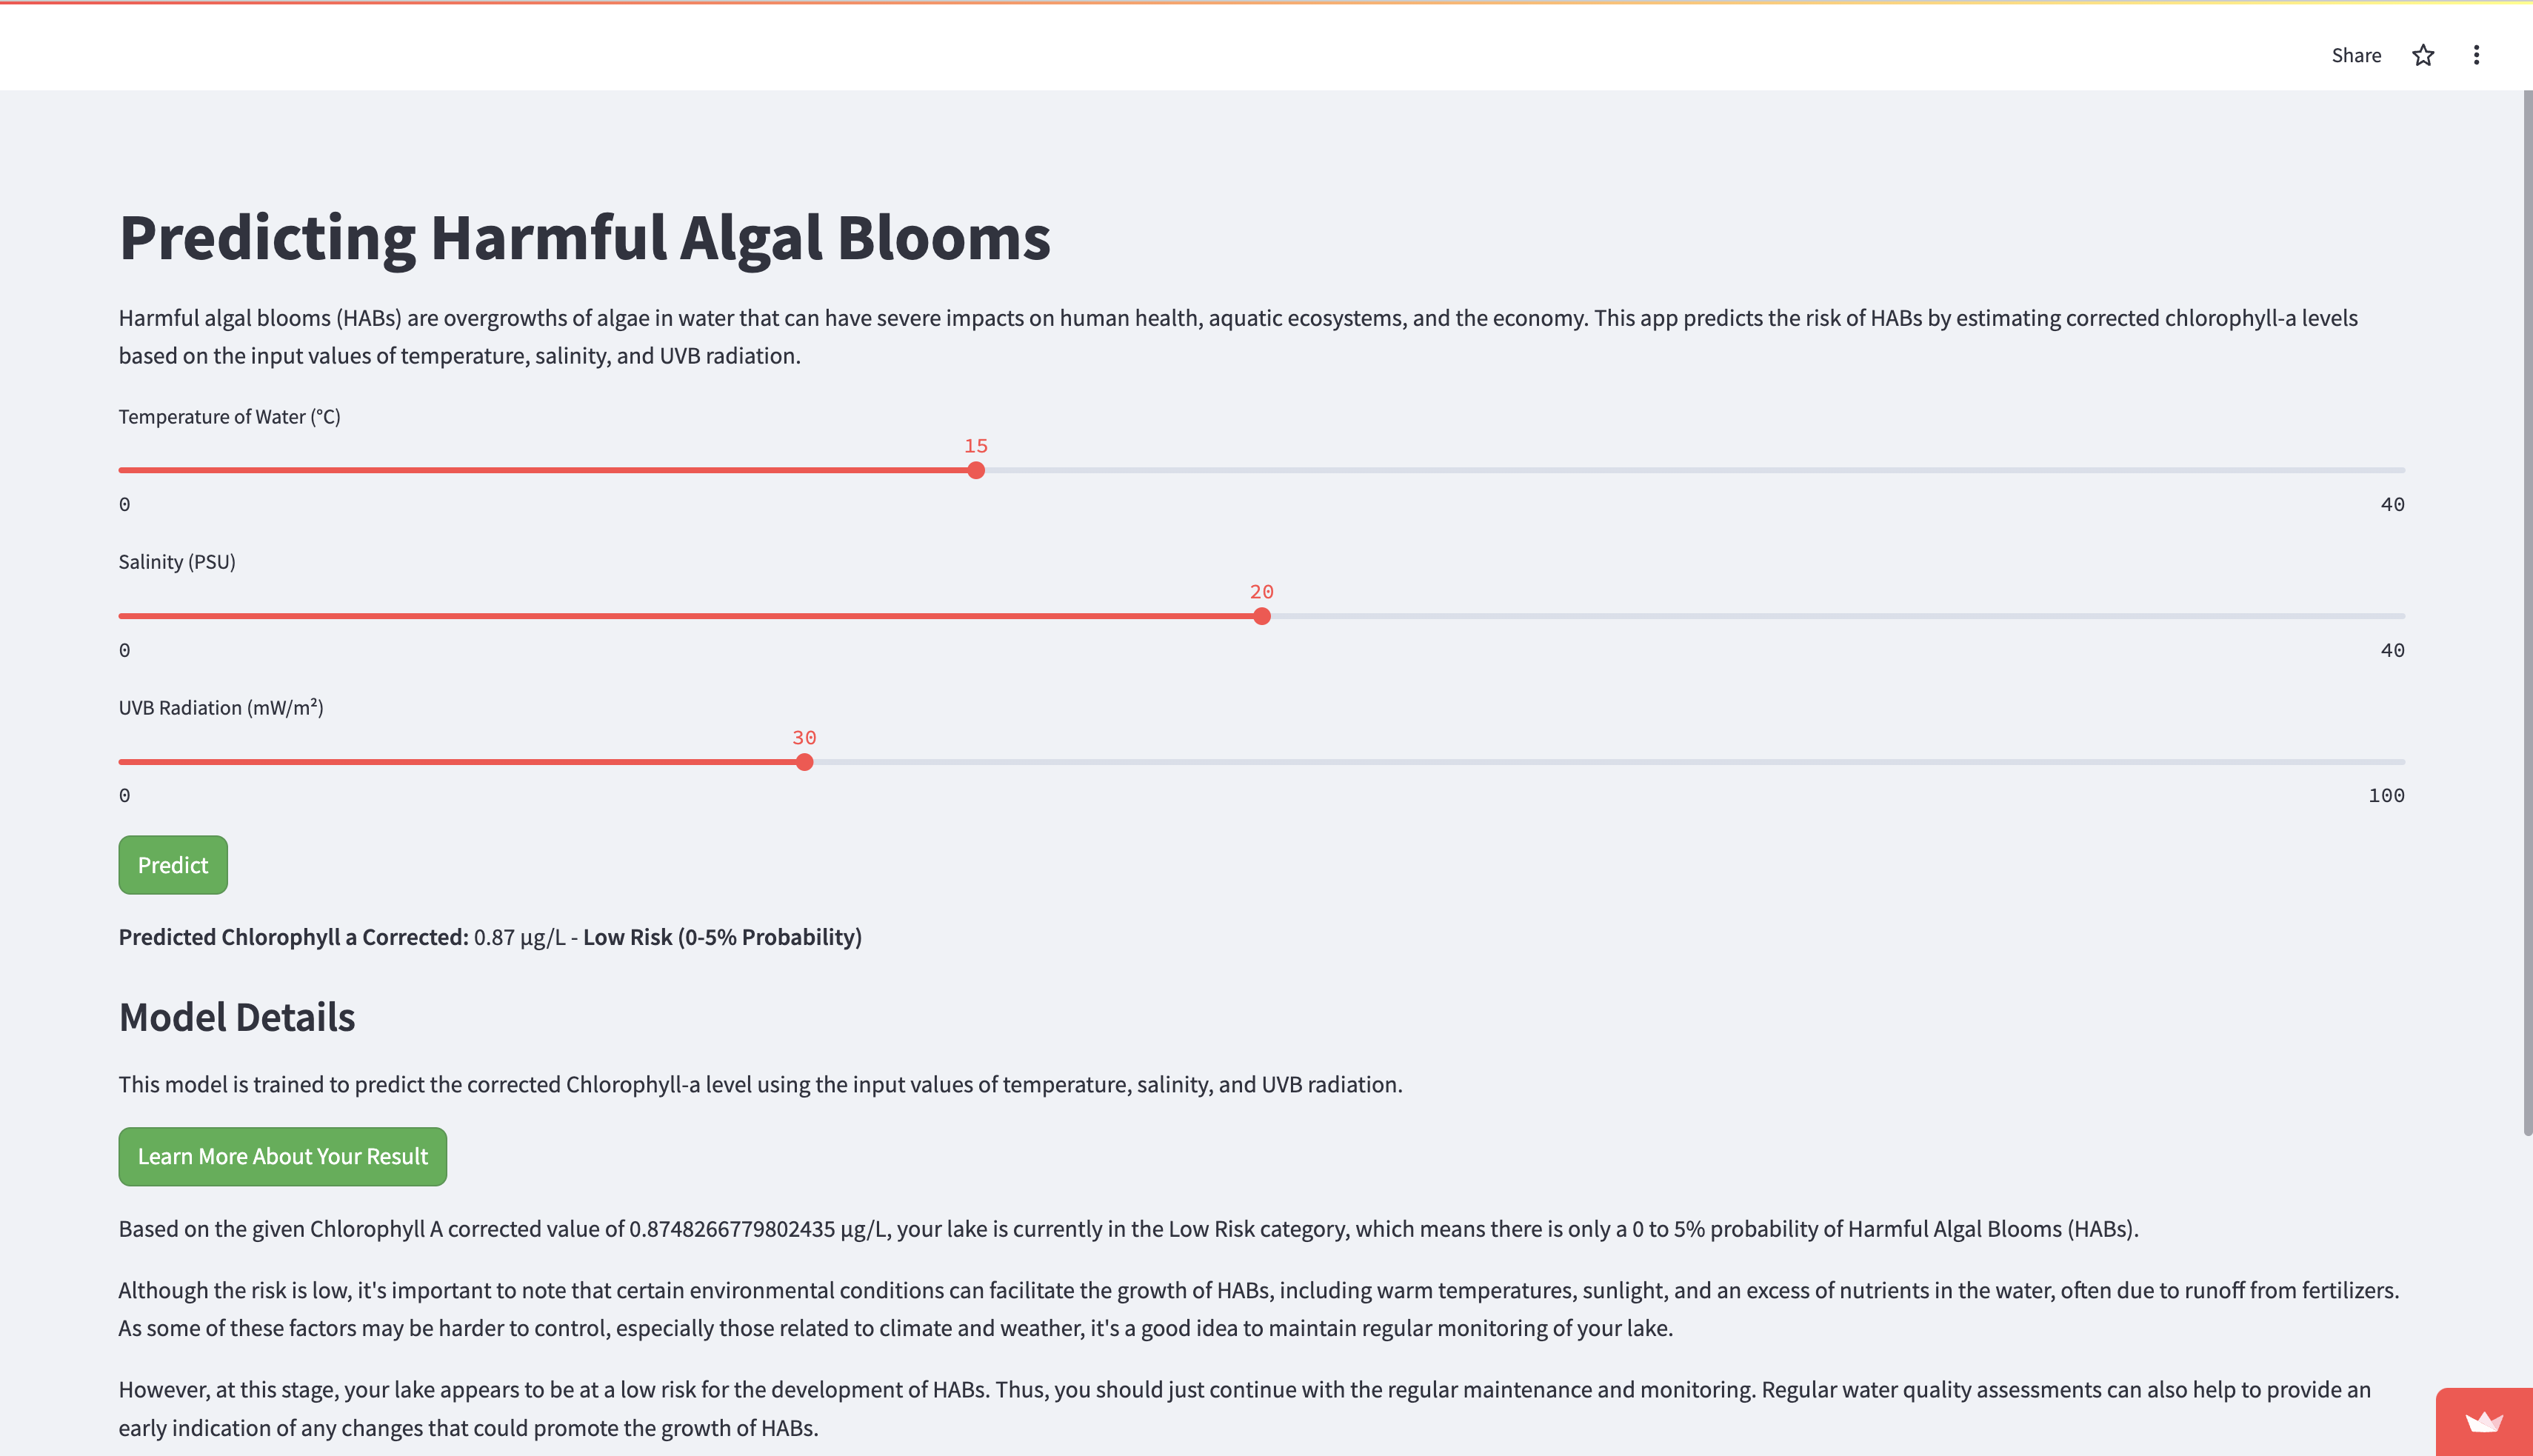 Share
Predicting Harmful Algal Blooms
Harmful algal blooms (HABs) are overgrowths of algae in water that can have severe impacts on human health, aquatic ecosystems, and the economy. This app predicts the risk of HABs by estimating corrected chlorophyll-a levels
based on the input values of temperature, salinity, and UVB radiation.
Temperature of Water (°C)
15
0 40
Salinity (PSU)
20
0 40
UVB Radiation (mW/m²)
30
0 100
Predict
Predicted Chlorophyll a Corrected: 0.87 µg/L - Low Risk (0-5% Probability)
Model Details
This model is trained to predict the corrected Chlorophyll-a level using the input values of temperature, salinity, and UVB radiation.
Learn More About Your Result
Based on the given Chlorophyll A corrected value of 0.8748266779802435 µg/L, your lake is currently in the Low Risk category, which means there is only a 0 to 5% probability of Harmful Algal Blooms (HABs).
Although the risk is low, it's important to note that certain environmental conditions can facilitate the growth of HABs, including warm temperatures, sunlight, and an excess of nutrients in the water, often due to runoff from fertilizers.
As some of these factors may be harder to control, especially those related to climate and weather, it's a good idea to maintain regular monitoring of your lake.
However, at this stage, your lake appears to be at a low risk for the development of HABs. Thus, you should just continue with the regular maintenance and monitoring. Regular water quality assessments can also help to provide an
early indication of any changes that could promote the growth of HABs.